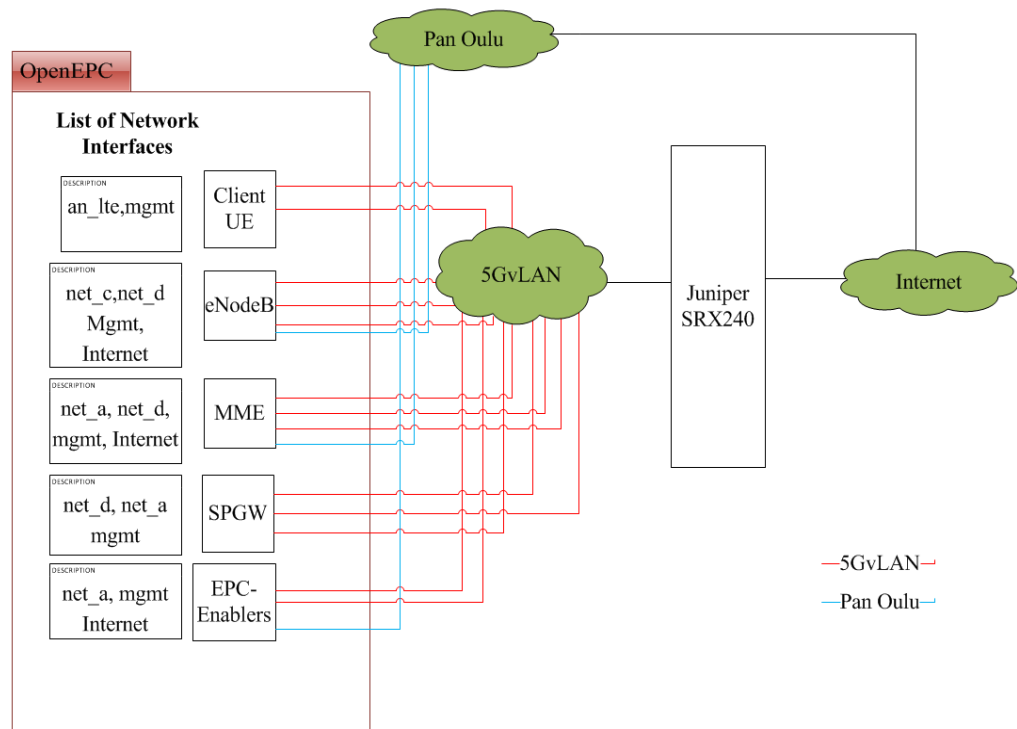 Pan Oulu
OpenEPC
List of Network
Interfaces
DESCRIPTION
an_lte,mgmt
Client
UE
DESCRIPTION
net_c,net_d
Mgmt,
Internet
eNodeB
5GvLAN
Juniper
SRX240
Internet
DESCRIPTION
net_a, net_d,
mgmt, Internet
MME
DESCRIPTION
net_d, net_a
mgmt
SPGW
DESCRIPTION
net_a, mgmt
Internet
EPC-
Enablers
5GvLAN
Pan Oulu